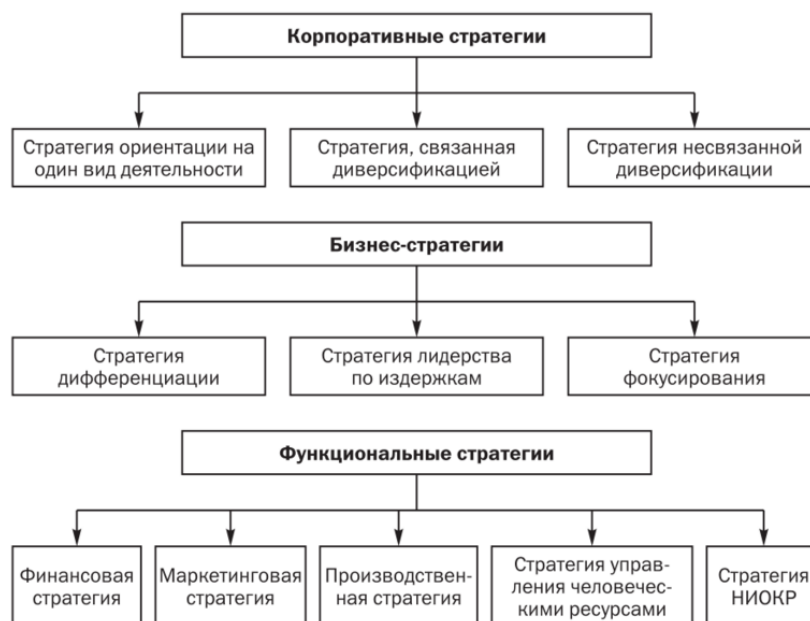 Корпоративные стратегии
Стратегия ориентации на
один вид деятельности
Стратегия, связанная
диверсификацией
Стратегия несвязанной
диверсификации
Бизнес-стратегии
Стратегия
дифференциации
Стратегия лидерства
по издержкам
Стратегия
фокусирования
Функциональные стратегии
Финансовая
стратегия
Маркетинговая
стратегия
Производствен-
ная стратегия
Стратегия управ-
ления человечес-
кими ресурсами
Стратегия
НИОКР